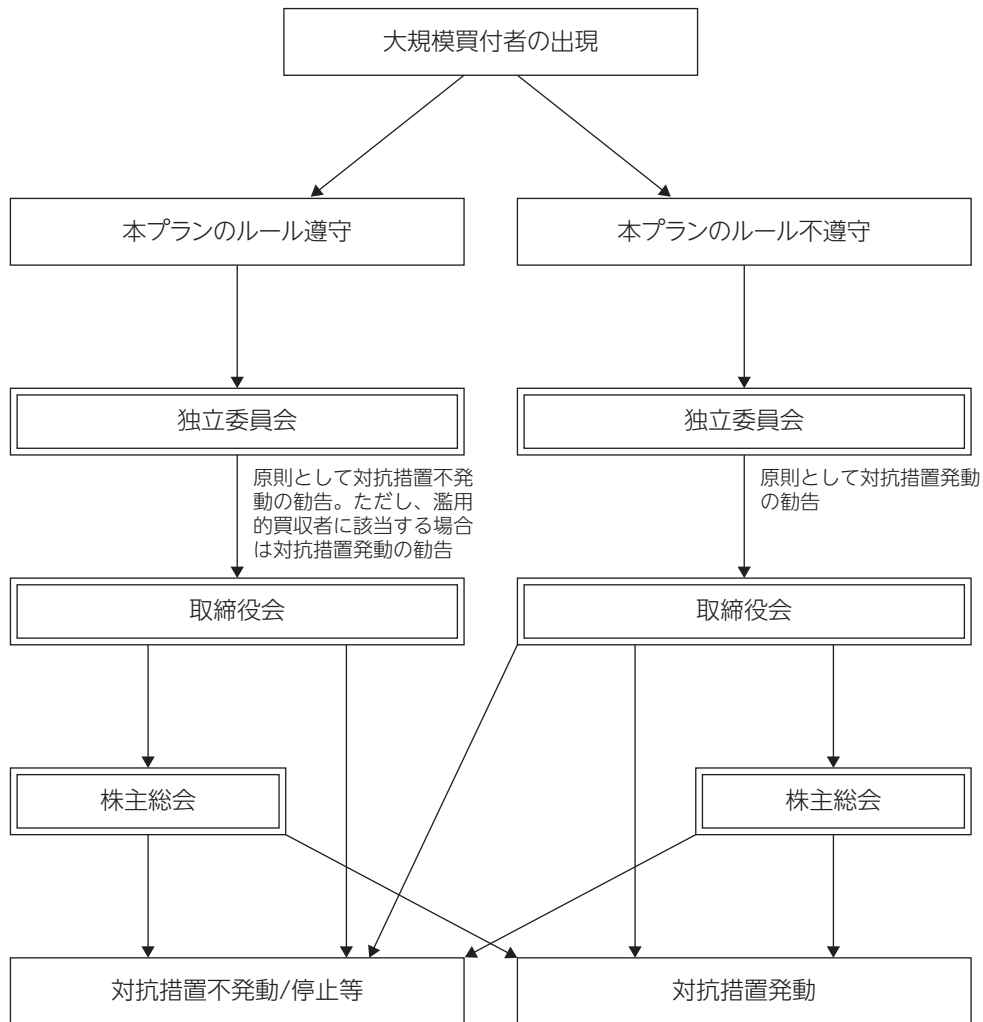 大規模買付者の出現
本プランのルール遵守
本プランのルール不遵守
独立委員会
独立委員会
原則として対抗措置不発
動の勧告。ただし、濫用
的買収者に該当する場合
は対抗措置発動の勧告
原則として対抗措置発動
の勧告
取締役会
取締役会
株主総会
株主総会
対抗措置不発動/停止等
対抗措置発動